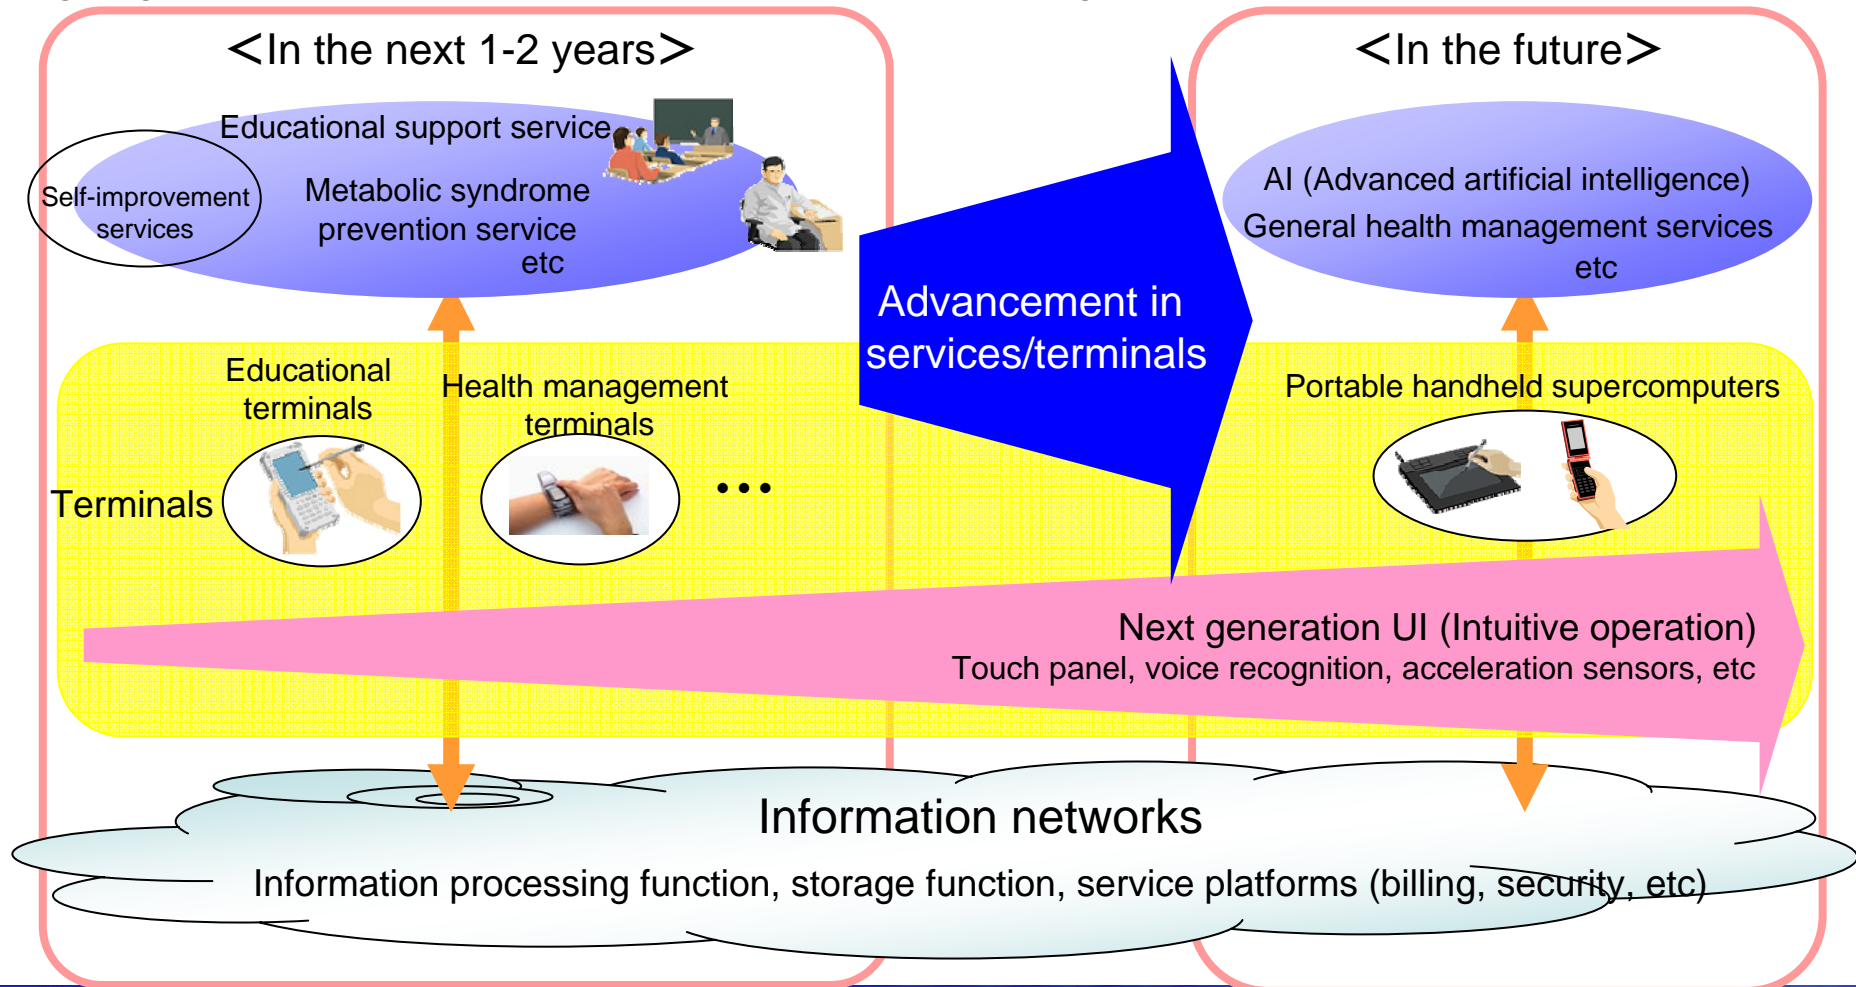 ＜In the next 1-2 years＞
Educational support service
Self-improvement
services
Metabolic syndrome
prevention service
etc
＜In the future＞
AI (Advanced artificial intelligence)
General health management services
etc
Advancement in
services/terminals
Educational
terminals
Health management
terminals
Terminals
•••
Portable handheld supercomputers
Next generation UI (Intuitive operation)
Touch panel, voice recognition, acceleration sensors, etc
Information networks
Information processing function, storage function, service platforms (billing, security, etc)